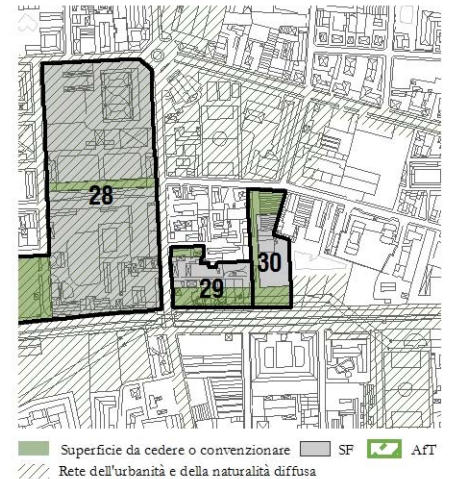 28
30
29
Superficie da cedere o convenzionare SF AfT
Rete dell'urbanità e della naturalità diffusa